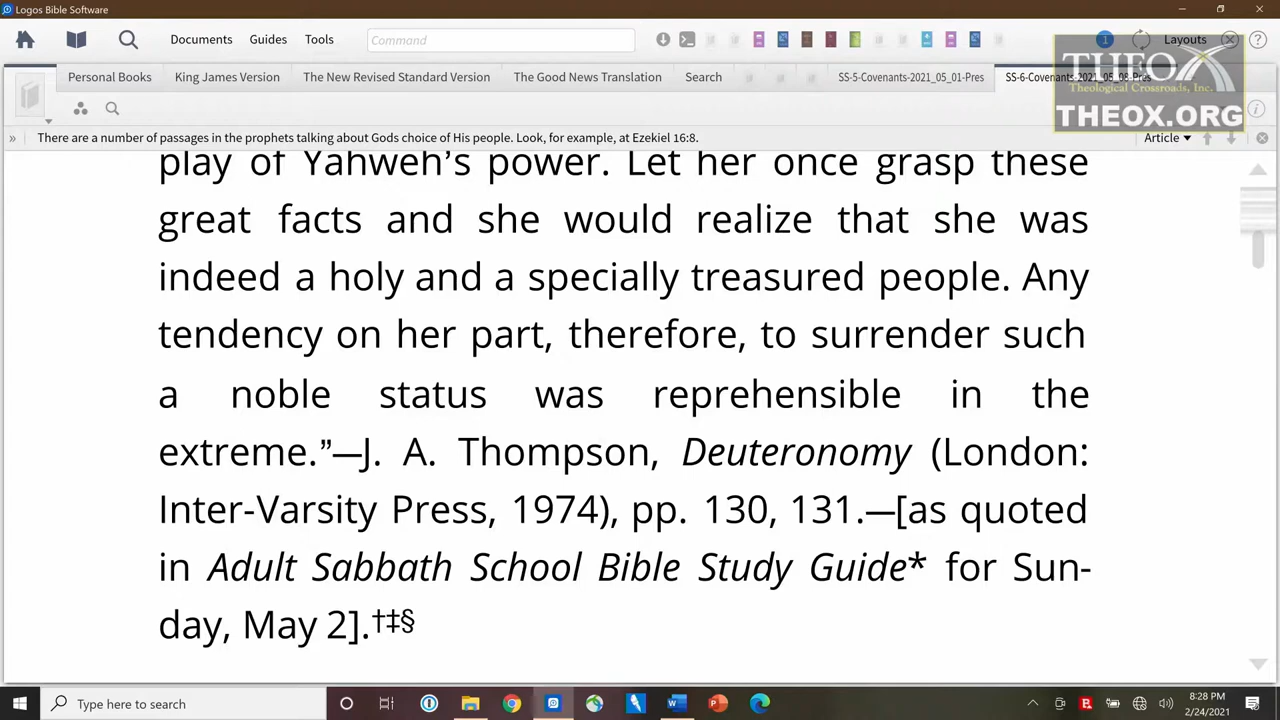 Logos Bible Software
Documents Guides Tools Command Layouts
Personal Books King James Version The New Revised Standard Version The Good News Translation Search SS-5-Covenants-2021_05_01-Pres
THEOX
Theological Crossroads, Inc.
THEOX.ORG
» There are a number of passages in the prophets talking about Gods choice of His people. Look, for example, at Ezekiel 16:8. Article
play of Yahweh's power. Let her once grasp these
great facts and she would realize that she was
indeed a holy and a specially treasured people. Any
tendency on her part, therefore, to surrender such
a noble status was reprehensible in the
extreme.”—J. A. Thompson, Deuteronomy (London:
Inter-Varsity Press, 1974), pp. 130, 131.—[as quoted
in Adult Sabbath School Bible Study Guide* for Sun-
day, May 2].†‡§
Type here to search
8:28 PM
2/24/2021